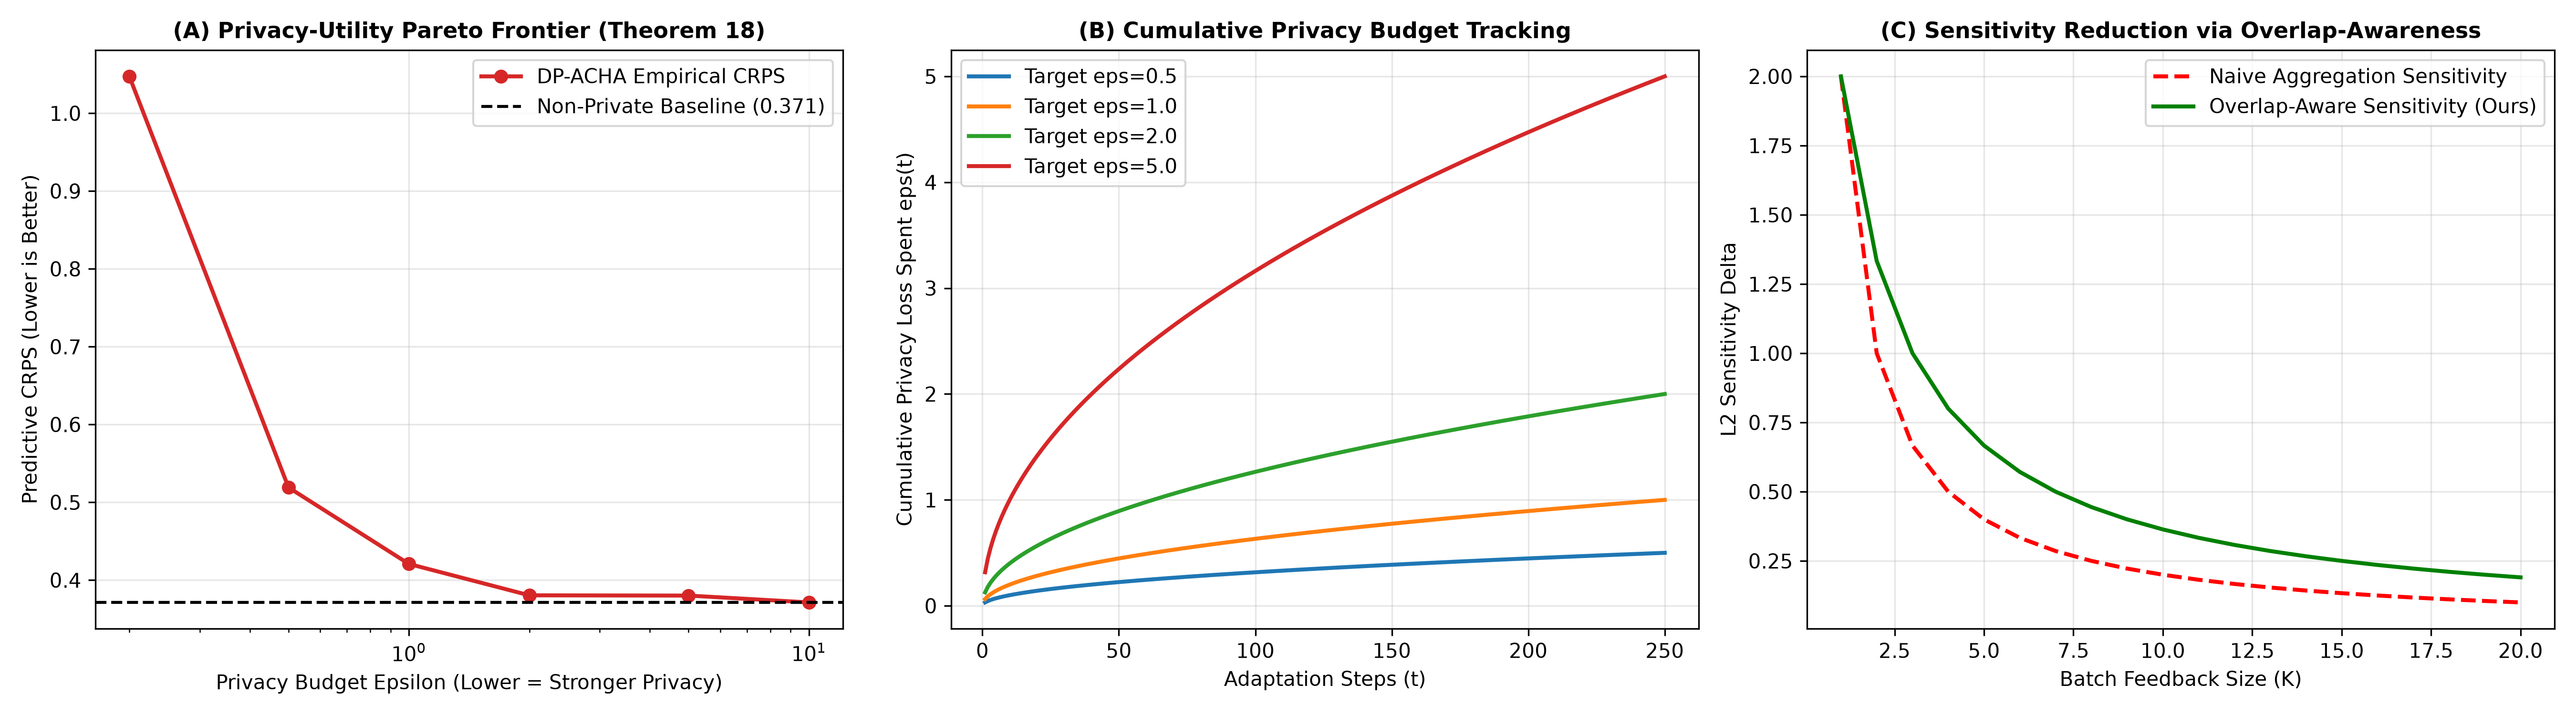 (A) Privacy-Utility Pareto Frontier (Theorem 18)
DP-ACHA Empirical CRPS
Non-Private Baseline (0.371)
Predictive CRPS (Lower is Better)
1.0
0.9
0.8
0.7
0.6
0.5
0.4
10⁰
10¹
Privacy Budget Epsilon (Lower = Stronger Privacy)
(B) Cumulative Privacy Budget Tracking
Target eps=0.5
Target eps=1.0
Target eps=2.0
Target eps=5.0
Cumulative Privacy Loss Spent eps(t)
5
4
3
2
1
0
0
50
100
150
200
250
Adaptation Steps (t)
(C) Sensitivity Reduction via Overlap-Awareness
Naive Aggregation Sensitivity
Overlap-Aware Sensitivity (Ours)
L2 Sensitivity Delta
2.00
1.75
1.50
1.25
1.00
0.75
0.50
0.25
2.5
5.0
7.5
10.0
12.5
15.0
17.5
20.0
Batch Feedback Size (K)